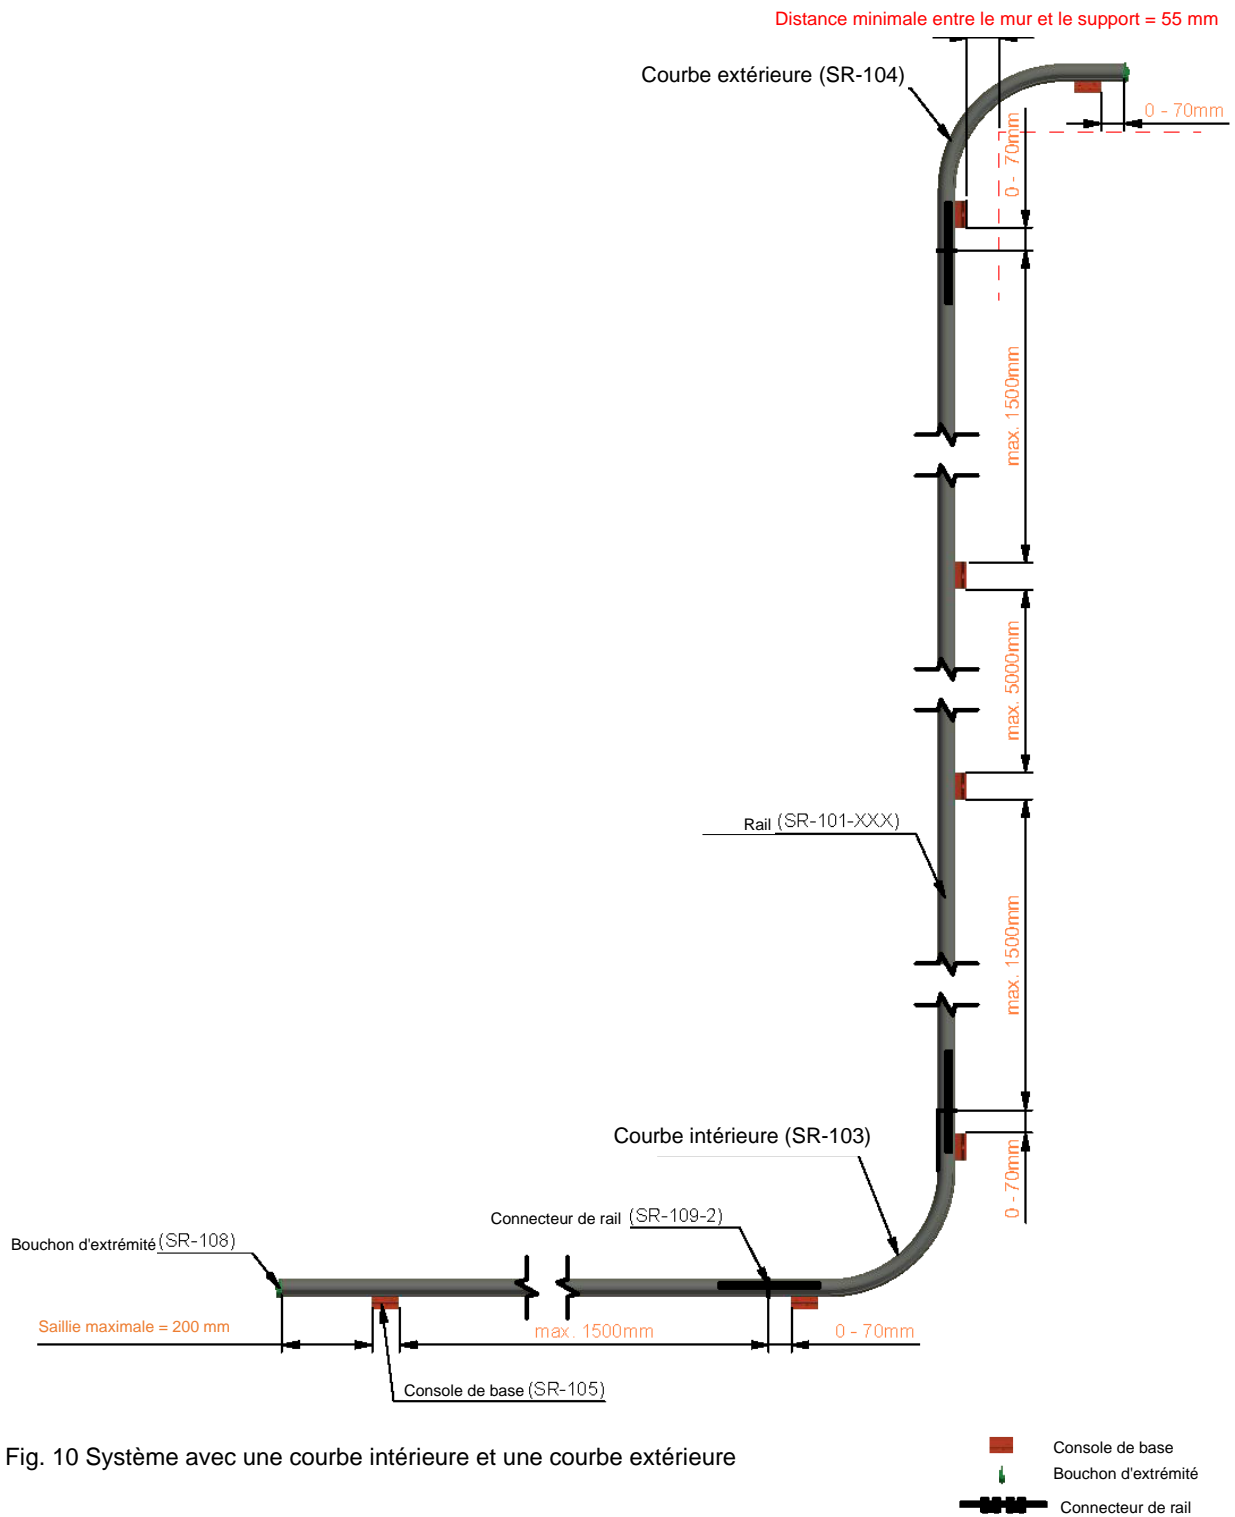 Distance minimale entre le mur et le support = 55 mm
Courbe extérieure (SR-104)
0 - 70mm
0 - 70mm
max. 1500mm
max. 5000mm
Rail (SR-101-XXX)
max. 1500mm
Courbe intérieure (SR-103)
0 - 70mm
Connecteur de rail (SR-109-2)
Bouchon d'extrémité (SR-108)
Saillie maximale = 200 mm
max. 1500mm
0 - 70mm
Console de base (SR-105)
Fig. 10 Système avec une courbe intérieure et une courbe extérieure
Console de base
Bouchon d'extrémité
Connecteur de rail